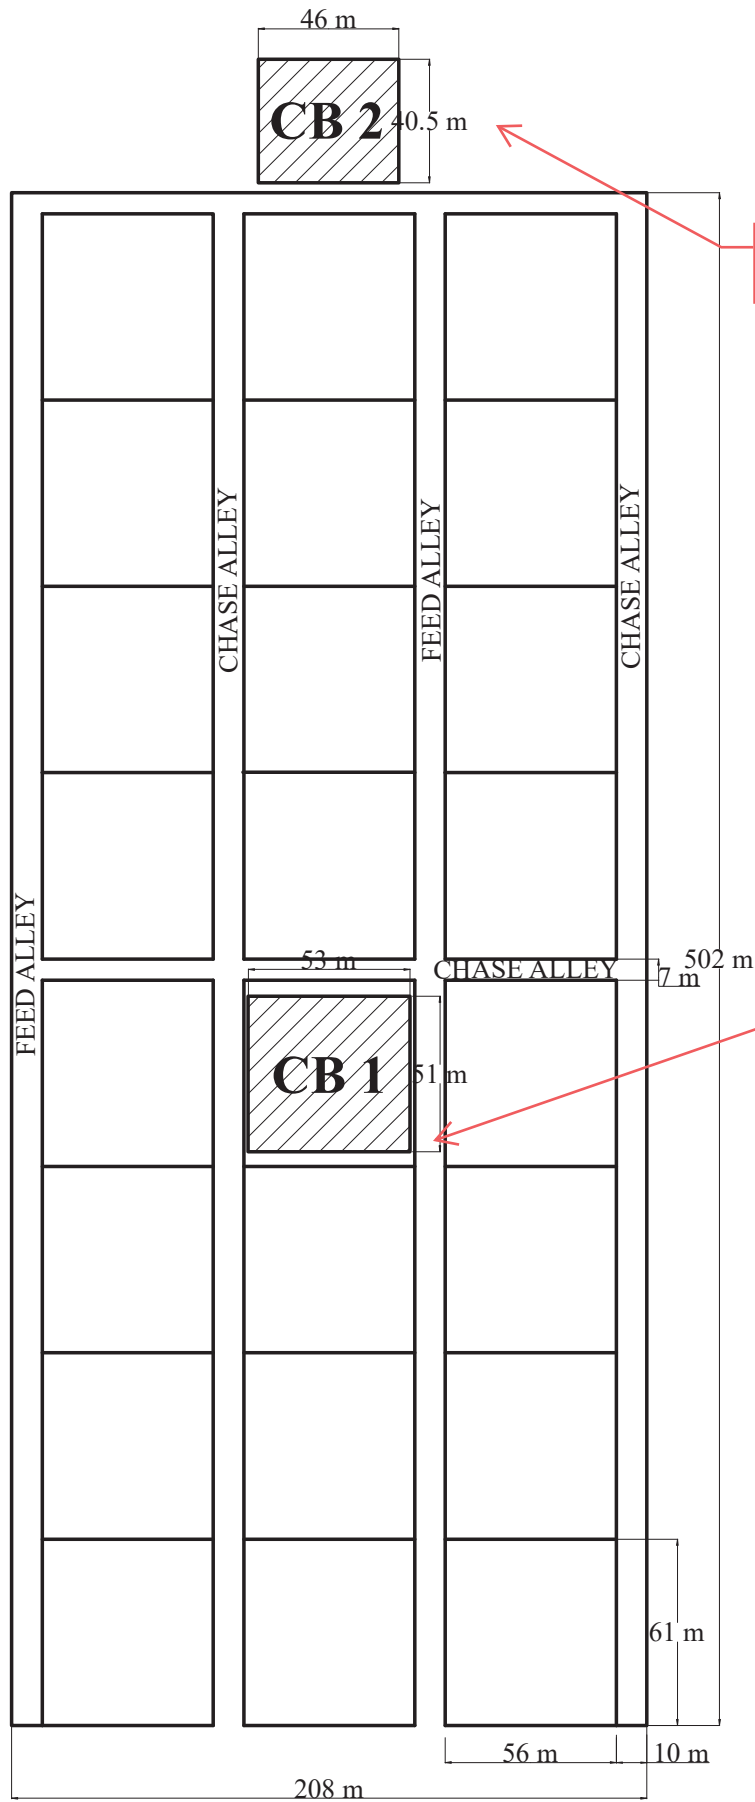 46 m
CB 2
40.5 m
CHASE ALLEY
FEED ALLEY
CHASE ALLEY
FEED ALLEY
53 m
CHASE ALLEY
502 m
7 m
CB 1
51 m
61 m
56 m
10 m
208 m